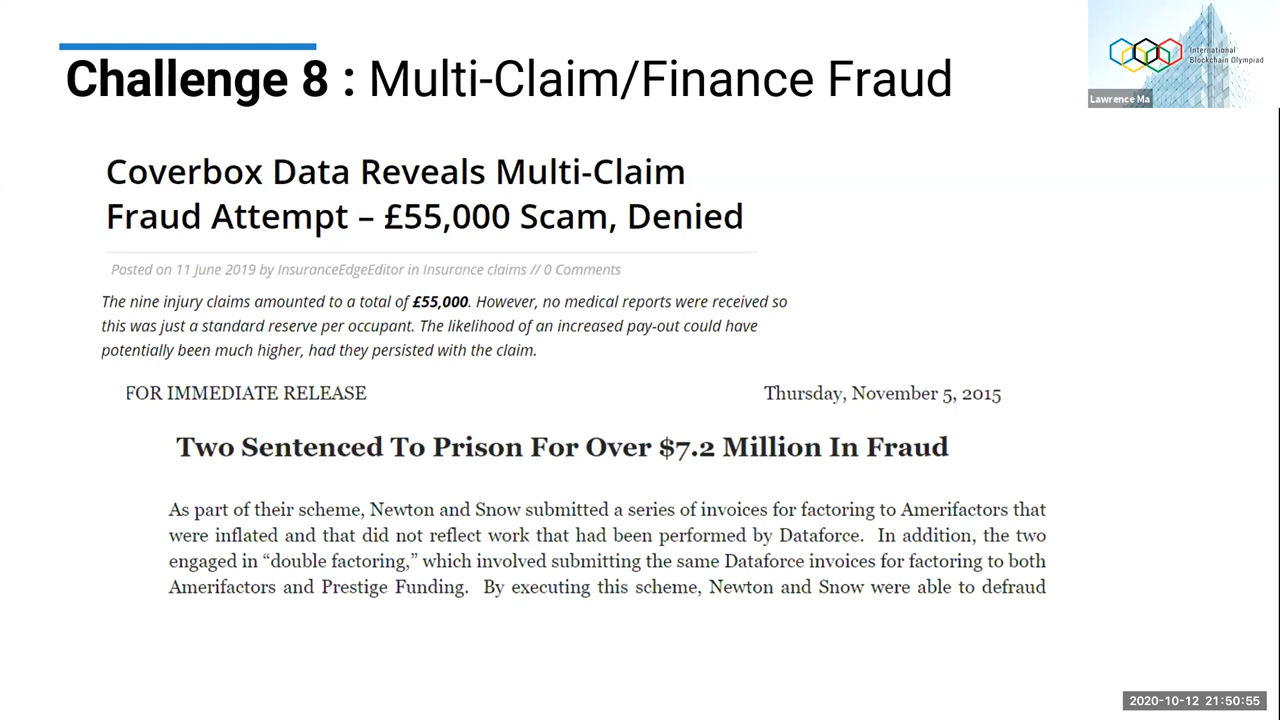 Challenge 8 : Multi-Claim/Finance Fraud
International
Blockchain Olympiad
Lawrence Ma
Coverbox Data Reveals Multi-Claim
Fraud Attempt – £55,000 Scam, Denied
Posted on 11 June 2019 by InsuranceEdgeEditor in Insurance claims // 0 Comments
The nine injury claims amounted to a total of £55,000. However, no medical reports were received so
this was just a standard reserve per occupant. The likelihood of an increased pay-out could have
potentially been much higher, had they persisted with the claim.
FOR IMMEDIATE RELEASE
Thursday, November 5, 2015
Two Sentenced To Prison For Over $7.2 Million In Fraud
As part of their scheme, Newton and Snow submitted a series of invoices for factoring to Amerifactors that
were inflated and that did not reflect work that had been performed by Dataforce. In addition, the two
engaged in “double factoring,” which involved submitting the same Dataforce invoices for factoring to both
Amerifactors and Prestige Funding. By executing this scheme, Newton and Snow were able to defraud
2020-10-12 21:50:55